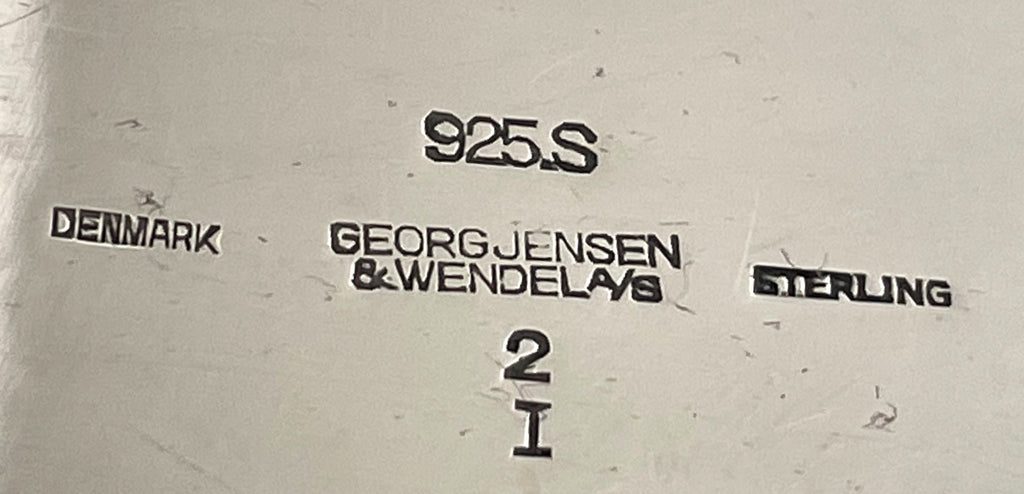 925.S
DENMARK
GEORG JENSEN
& WENDEL A/S
STERLING
2
I